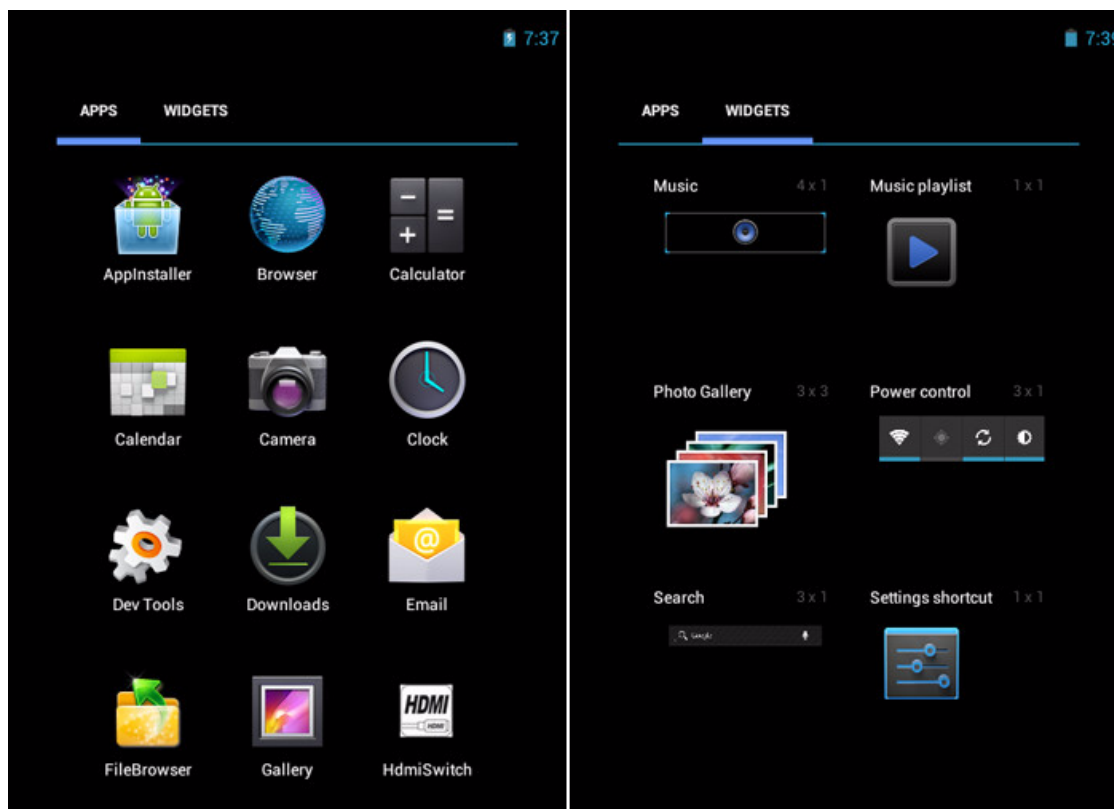 7:37
APPS WIDGETS
AppInstaller Browser Calculator
Calendar Camera Clock
@
Dev Tools Downloads Email
HDMI
HDMI
FileBrowser Gallery HdmiSwitch
7:39
APPS WIDGETS
Music 4 x 1 Music playlist 1 x 1
Photo Gallery 3 x 3 Power control 3 x 1
Search 3 x 1 Settings shortcut 1 x 1
Google